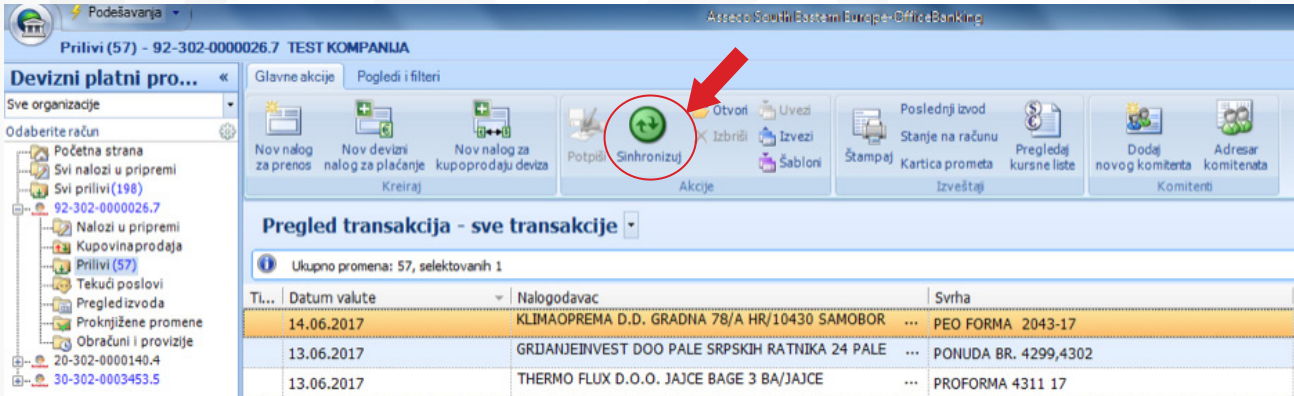 Podešavanja
Asseco South Eastern Europe - OfficeBanking
Prilivi (57) - 92-302-0000026.7 TEST KOMPANIJA
Devizni platni pro... «
Sve organizacije
Odaberite račun
Početna strana
Svi nalozi u pripremi
Svi prilivi(198)
92-302-0000026.7
Nalozi u pripremi
Kupovinaprodaja
Prilivi (57)
Tekući poslovi
Pregledizvoda
Proknjižene promene
Obračuni i provizije
20-302-0000140.4
30-302-0003453.5
Glavne akcije
Pogledi i filteri
Nov nalog
za prenos
Nov devizni
nalog za plaćanje
Nov nalog za
kupoprodaju deviza
Kreiraj
Potpiši
Sinhronizuj
Otvori
Izbriši
Uvezi
Izvezi
Šabloni
Akcije
Štampaj
Poslednji izvod
Stanje na računu
Kartica prometa
Pregledaj
kursne liste
Izveštaji
Dodaj
novog komitenta
Adresar
komitenata
Komitenti
Pregled transakcija - sve transakcije
Ukupno promena: 57, selektovanih 1
Ti... Datum valute Nalogodavac Svrha
14.06.2017 KLIMAOPREMA D.D. GRADNA 78/A HR/10430 SAMOBOR ... PEO FORMA 2043-17
13.06.2017 GRIJANJEINVEST DOO PALE SRPSKIH RATNIKA 24 PALE ... PONUDA BR. 4299,4302
13.06.2017 THERMO FLUX D.O.O. JAJCE BAGE 3 BA/JAJCE ... PROFORMA 4311 17